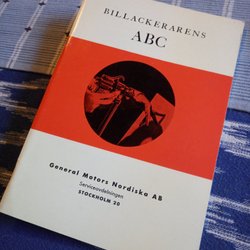 BILLACKERARENS
ABC
General Motors Nordiska AB
Serviceavdelningen
STOCKHOLM 20